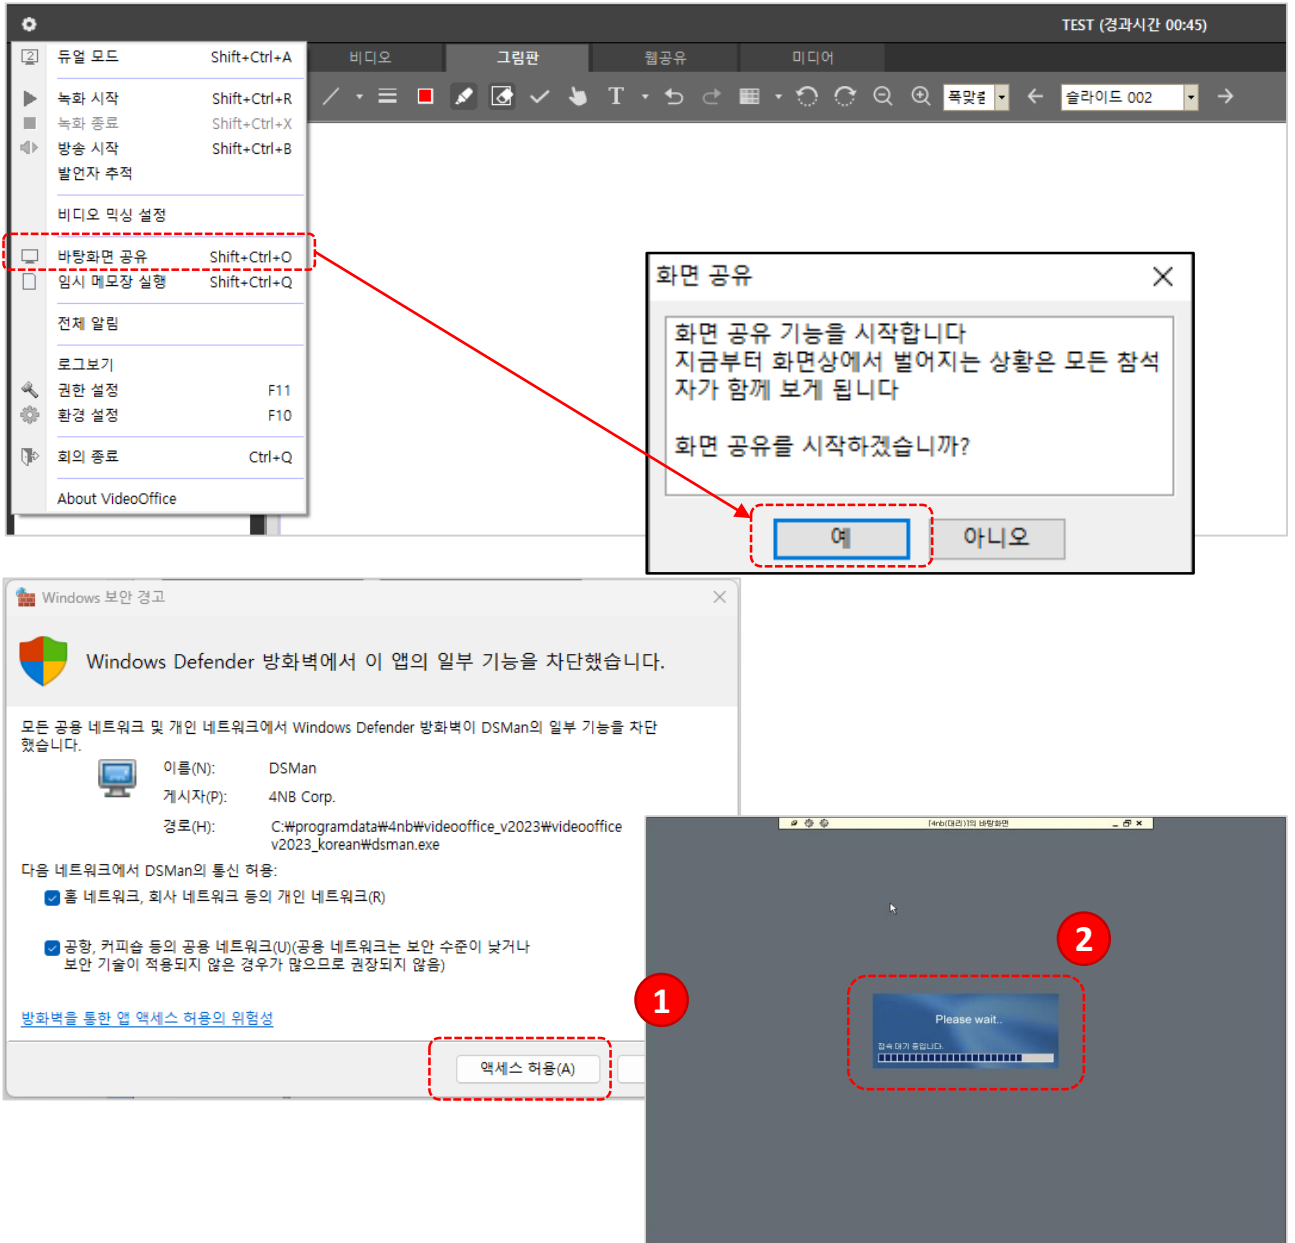 TEST (경과시간 00:45)
비디오 그림판 웹공유 미디어
T 폭맞춤 슬라이드 002
2 듀얼 모드 Shift+Ctrl+A
녹화 시작 Shift+Ctrl+R
녹화 종료 Shift+Ctrl+X
방송 시작 Shift+Ctrl+B
발언자 추적
비디오 믹싱 설정
바탕화면 공유 Shift+Ctrl+O
임시 메모장 실행 Shift+Ctrl+Q
전체 알림
로그보기
권한 설정 F11
환경 설정 F10
회의 종료 Ctrl+Q
About VideoOffice
화면 공유
화면 공유 기능을 시작합니다
지금부터 화면상에서 벌어지는 상황은 모든 참석
자가 함께 보게 됩니다
화면 공유를 시작하겠습니까?
예 아니오
Windows 보안 경고
Windows Defender 방화벽에서 이 앱의 일부 기능을 차단했습니다.
모든 공용 네트워크 및 개인 네트워크에서 Windows Defender 방화벽이 DSMan의 일부 기능을 차단
했습니다.
이름(N): DSMan
게시자(P): 4NB Corp.
경로(H): C:₩programdata₩4nb₩videooffice_v2023₩videooffice
v2023_korean₩dsman.exe
다음 네트워크에서 DSMan의 통신 허용:
홈 네트워크, 회사 네트워크 등의 개인 네트워크(R)
공항, 커피숍 등의 공용 네트워크(U)(공용 네트워크는 보안 수준이 낮거나
보안 기술이 적용되지 않은 경우가 많으므로 권장되지 않음)
방화벽을 통한 앱 액세스 허용의 위험성
액세스 허용(A)
1
[4nb(대리)]의 바탕화면
2
Please wait..
접속 대기 중입니다.